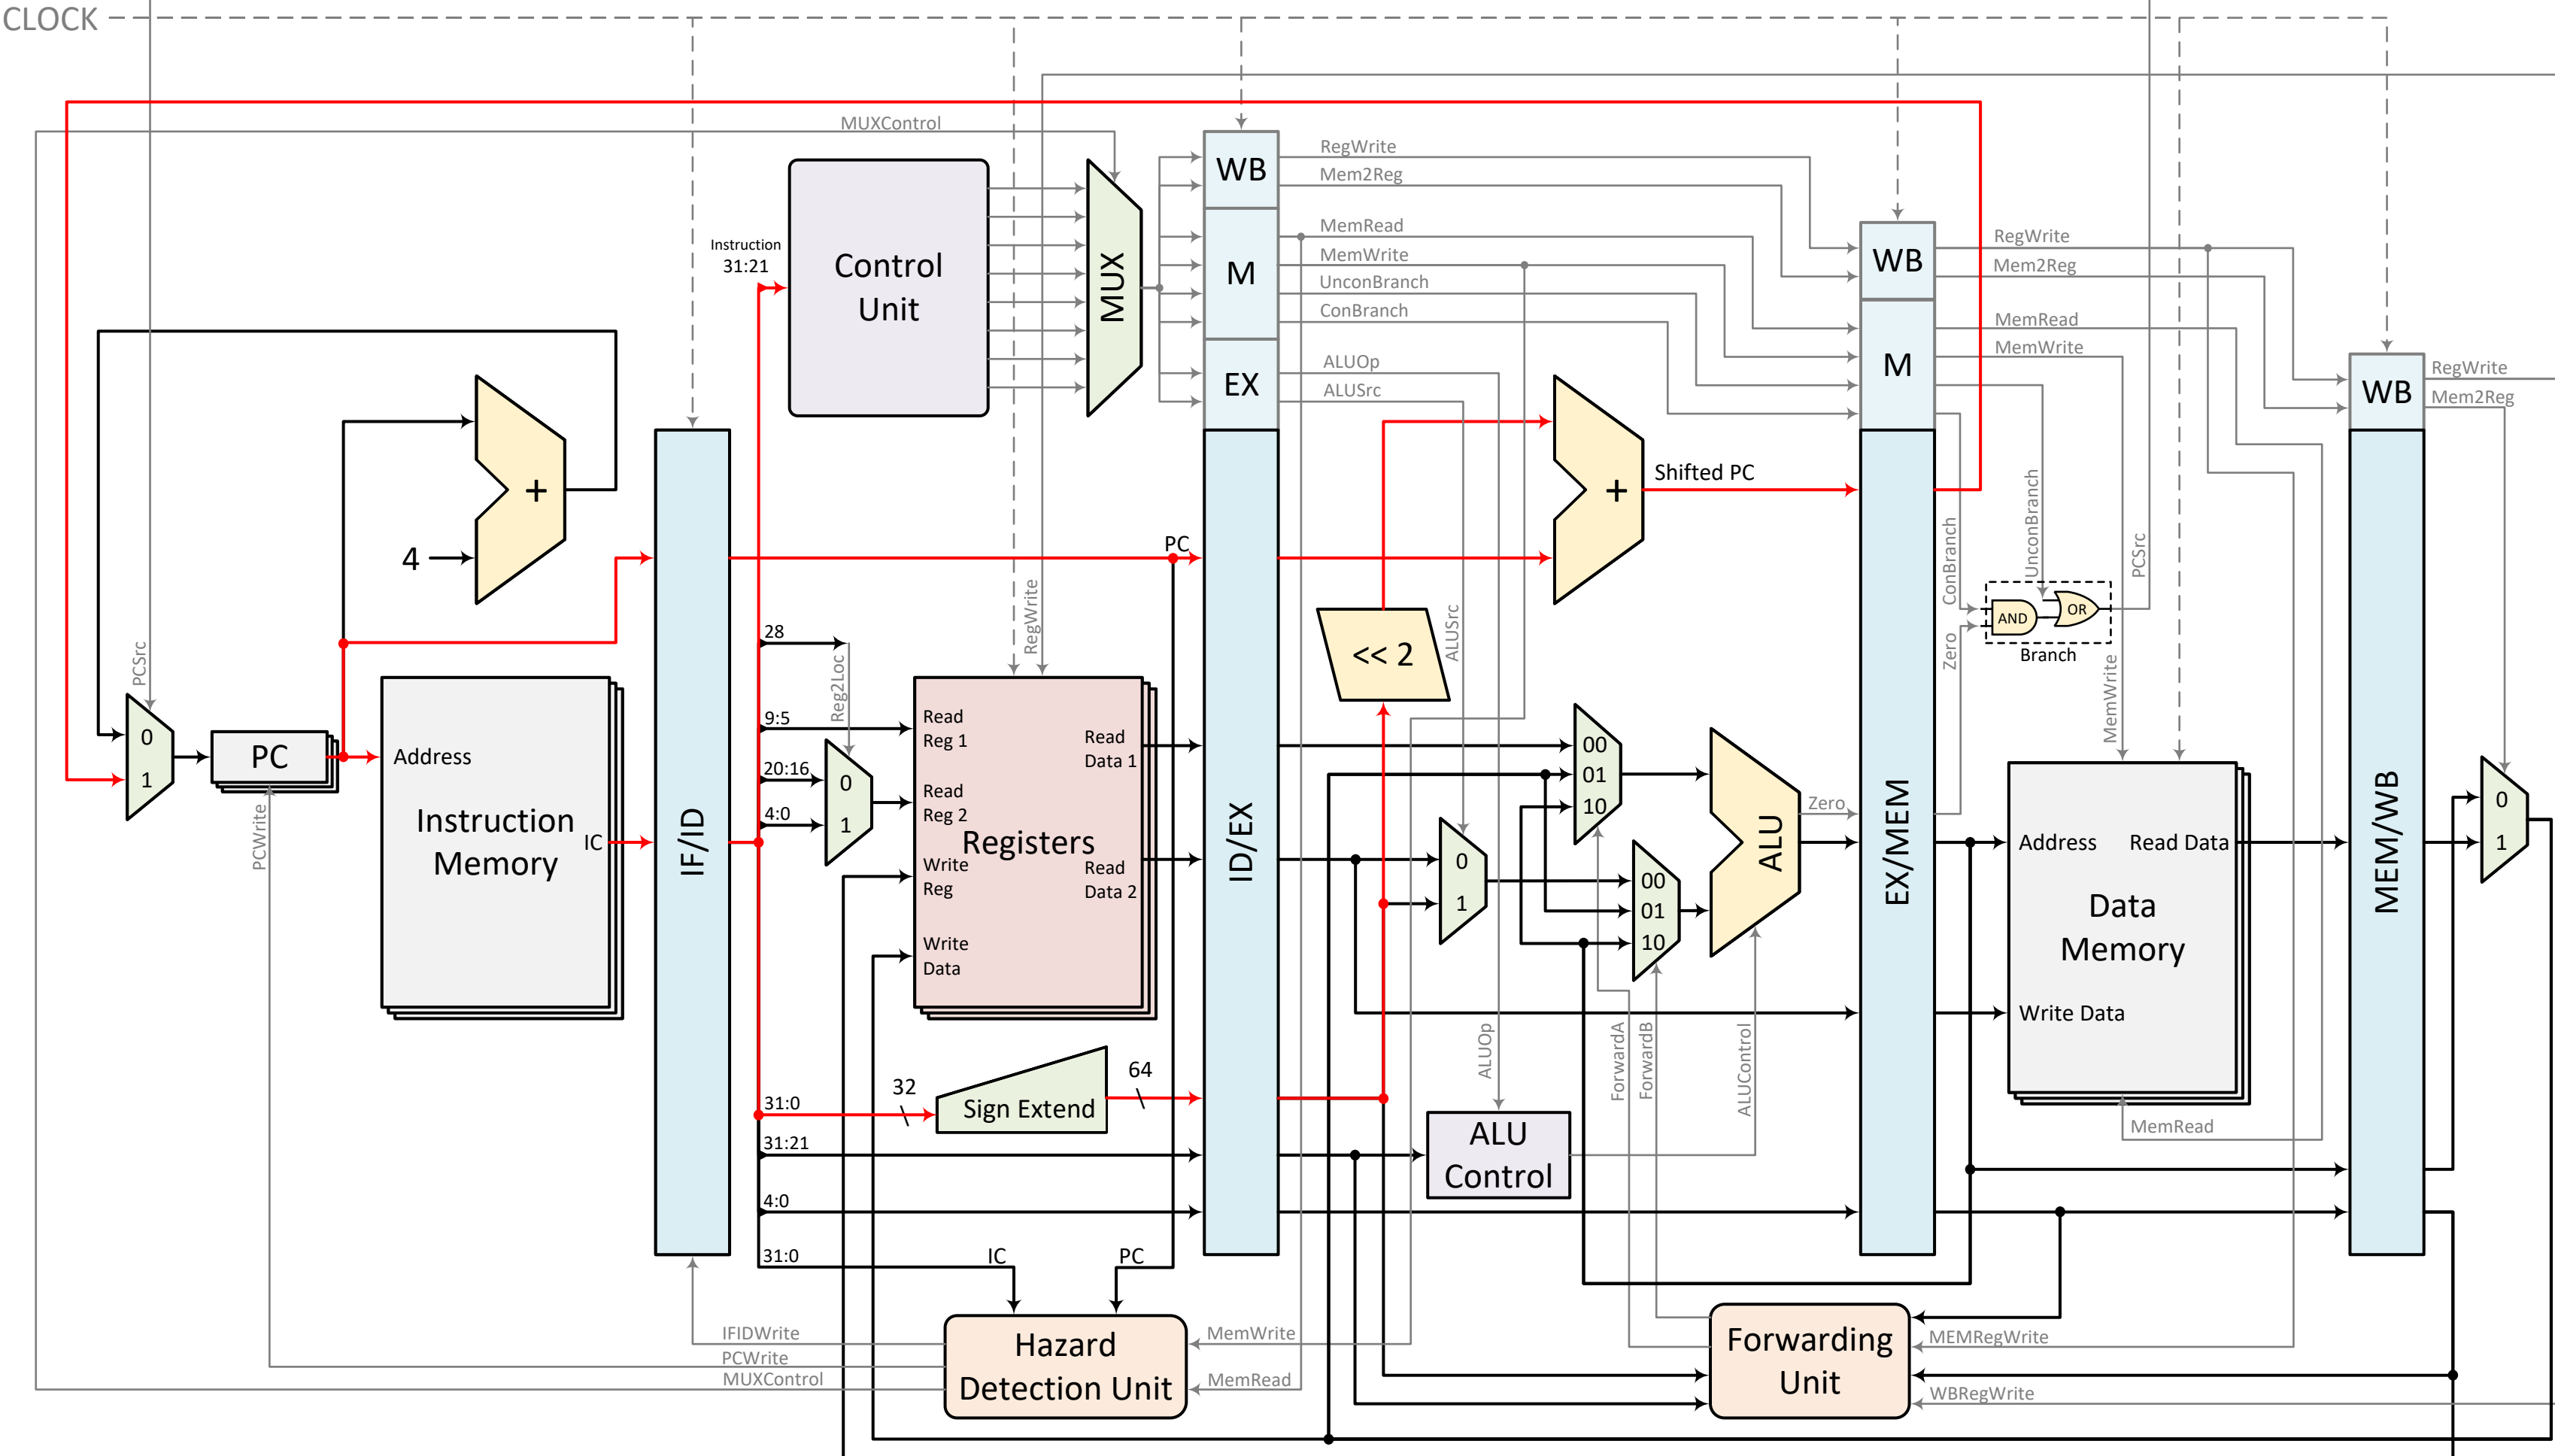 CLOCK
MUXControl
RegWrite
Mem2Reg
WB
MemRead
MemWrite
UnconBranch
ConBranch
M
ALUOp
ALUSrc
EX
Instruction
31:21
Control
Unit
MUX
WB
M
RegWrite
Mem2Reg
MemRead
MemWrite
WB
RegWrite
Mem2Reg
+
4
+
Shifted PC
PC
PCSrc
RegWrite
ALUSrc
<< 2
ConBranch
UnconBranch
PCSrc
AND
OR
Branch
Zero
MemWrite
28
Reg2Loc
9:5
20:16
4:0
0
1
PC
PCWrite
Address
Instruction
Memory
IC
IF/ID
0
1
Read
Reg 1
Read
Data 1
Read
Reg 2
Registers
Write
Reg
Read
Data 2
Write
Data
ID/EX
0
1
00
01
10
00
01
10
ALU
Zero
EX/MEM
Address
Read Data
Data
Memory
Write Data
MemRead
MEM/WB
0
1
31:0
32
Sign Extend
64
31:21
4:0
31:0
IC
PC
ALUOp
ALU
Control
ForwardA
ForwardB
ALUControl
IFIDWrite
PCWrite
MUXControl
Hazard
Detection Unit
MemWrite
MemRead
Forwarding
Unit
MEMRegWrite
WBRegWrite